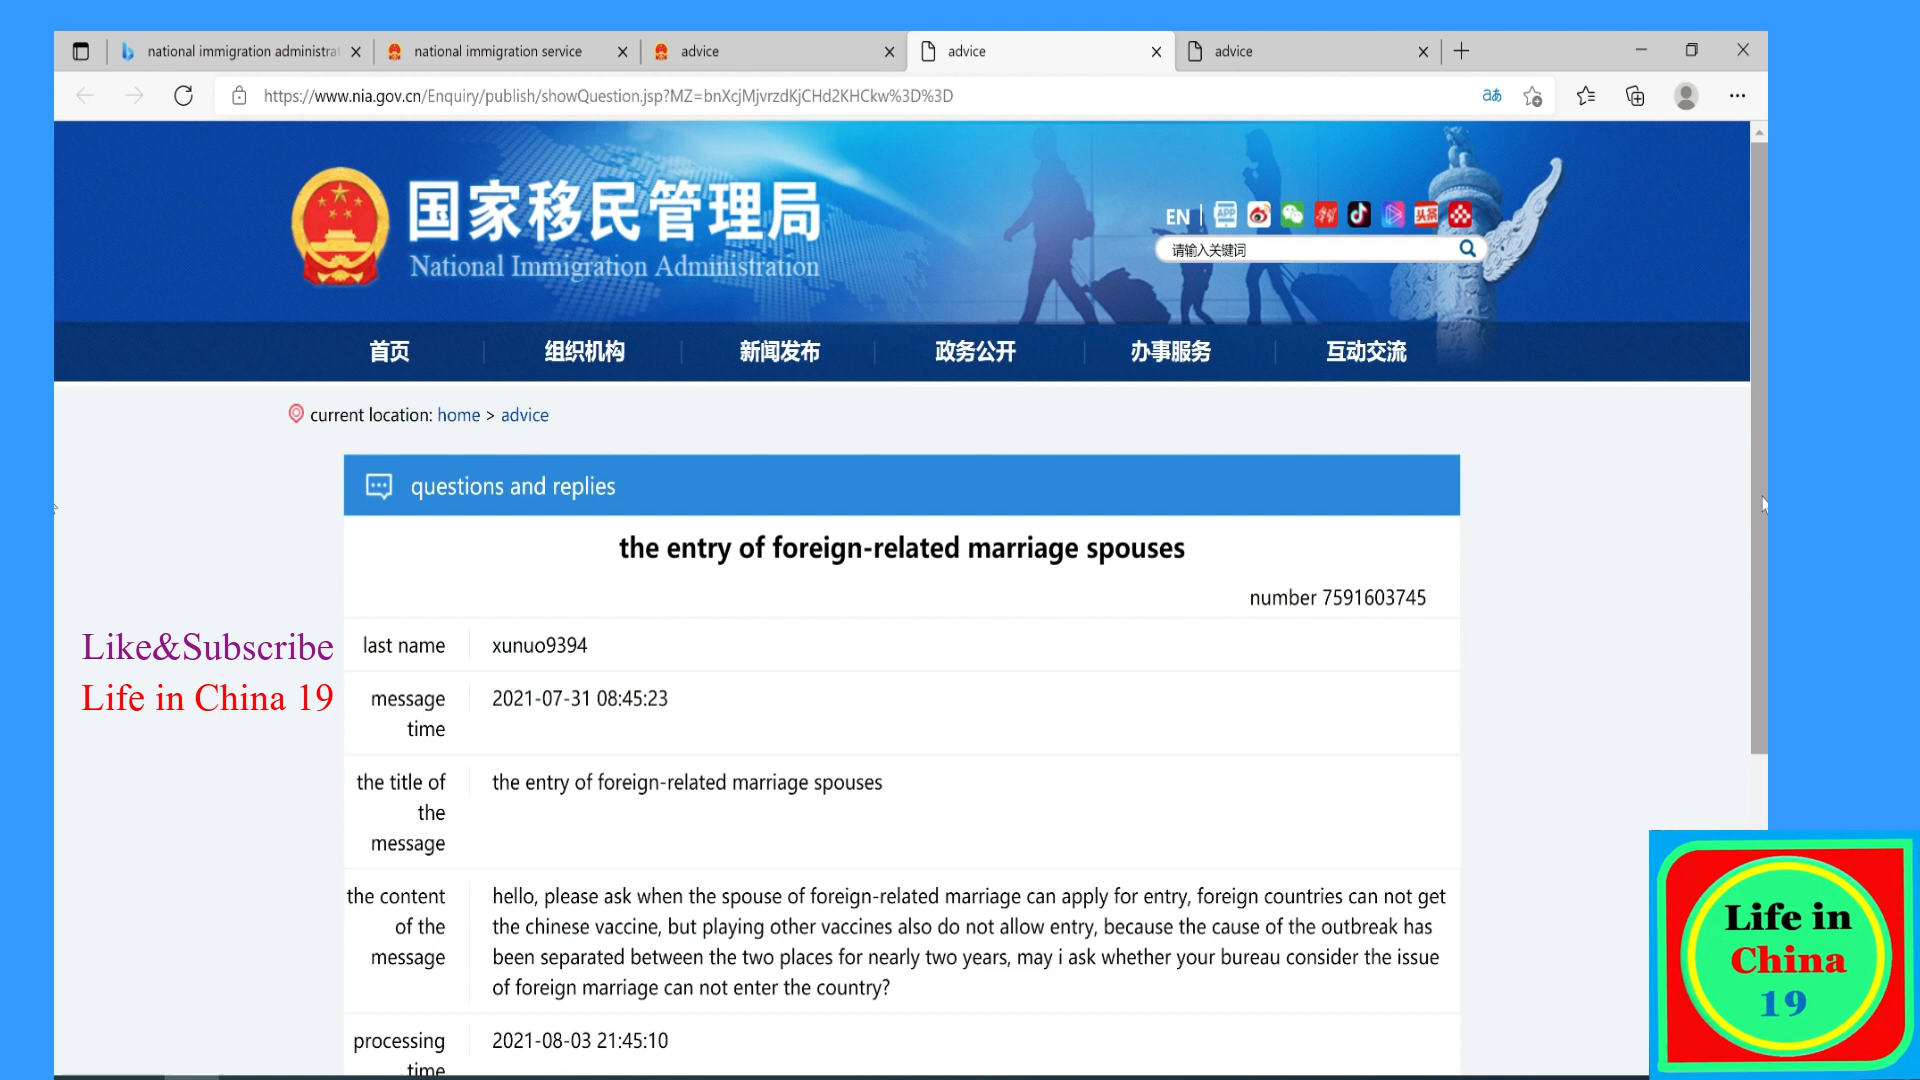 national immigration administra
national immigration service
advice
advice
advice
https://www.nia.gov.cn/Enquiry/publish/showQuestion.jsp?MZ=bnXcjMjvrzdKjCHd2KHCkw%3D%3D
国家移民管理局
National Immigration Administration
EN
APP
头条
请输入关键词
首页
组织机构
新闻发布
政务公开
办事服务
互动交流
current location: home > advice
questions and replies
the entry of foreign-related marriage spouses
number 7591603745
last name
xunuo9394
message
time
2021-07-31 08:45:23
the title of
the
message
the entry of foreign-related marriage spouses
the content
of the
message
hello, please ask when the spouse of foreign-related marriage can apply for entry, foreign countries can not get
the chinese vaccine, but playing other vaccines also do not allow entry, because the cause of the outbreak has
been separated between the two places for nearly two years, may i ask whether your bureau consider the issue
of foreign marriage can not enter the country?
processing
time
2021-08-03 21:45:10
Like&Subscribe
Life in China 19
Life in
China
19